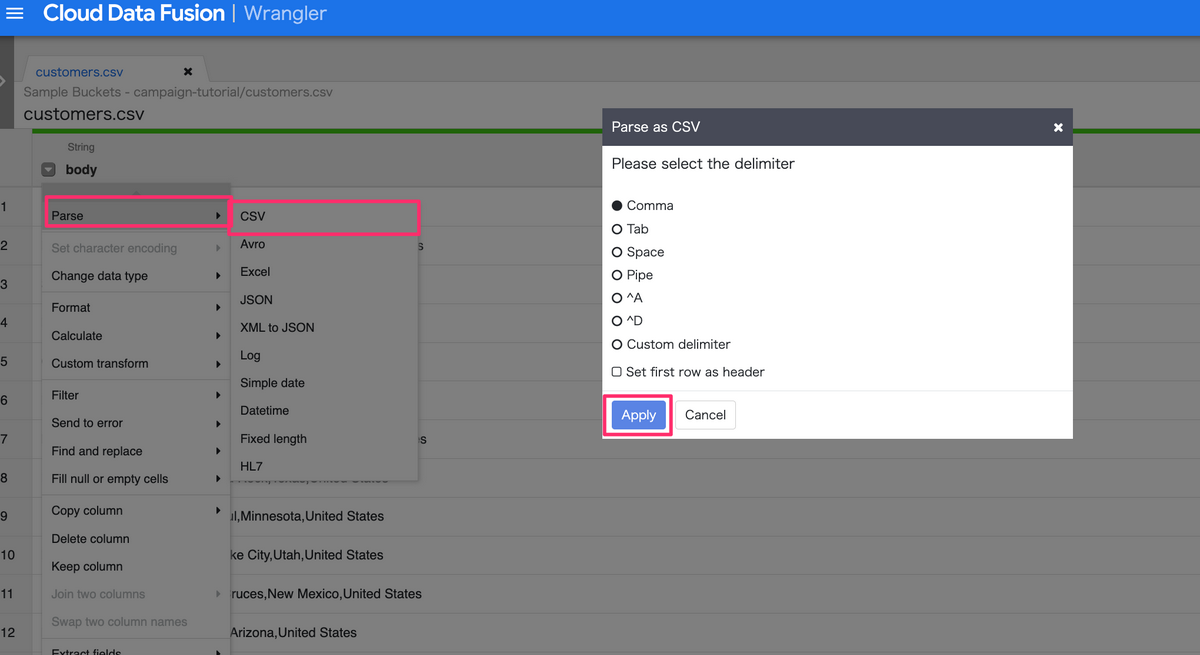 Cloud Data Fusion | Wrangler
customers.csv
Sample Buckets - campaign-tutorial/customers.csv
customers.csv
String
body
Parse
Set character encoding
Change data type
Format
Calculate
Custom transform
Filter
Send to error
Find and replace
Fill null or empty cells
Copy column
Delete column
Keep column
Join two columns
Swap two column names
Extract fields
CSV
Avro
Excel
JSON
XML to JSON
Log
Simple date
Datetime
Fixed length
HL7
1
2
3
4
5
6
7
8
9 ul,Minnesota,United States
10 ke City,Utah,United States
11 ruces,New Mexico,United States
12 Arizona,United States
Parse as CSV
Please select the delimiter
Comma
Tab
Space
Pipe
^A
^D
Custom delimiter
Set first row as header
Apply
Cancel